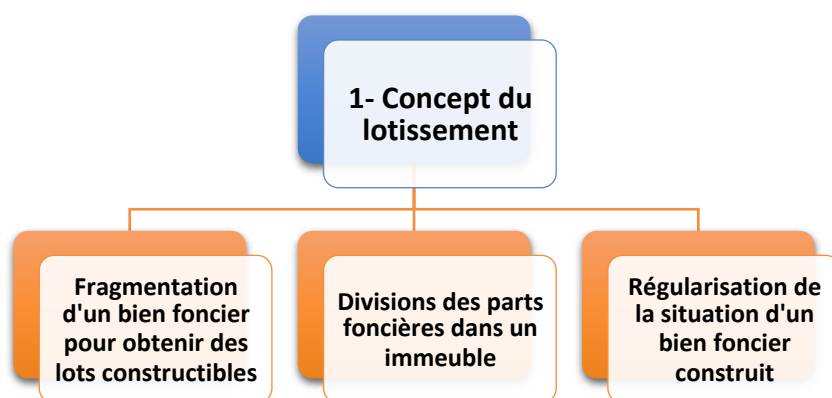 1- Concept du
lotissement
Fragmentation
d'un bien foncier
pour obtenir des
lots constructibles
Divisions des parts
foncières dans un
immeuble
Régularisation de
la situation d'un
bien foncier
construit